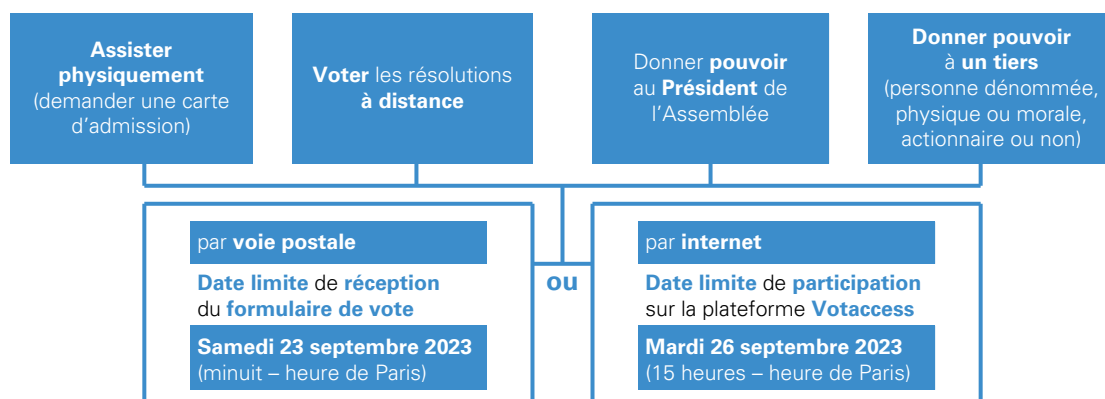 Assister
physiquement
(demander une carte
d'admission)
Voter les résolutions
à distance
Donner pouvoir
au Président de
l'Assemblée
Donner pouvoir
à un tiers
(personne dénommée,
physique ou morale,
actionnaire ou non)
par voie postale
Date limite de réception
du formulaire de vote
Samedi 23 septembre 2023
(minuit – heure de Paris)
ou
par internet
Date limite de participation
sur la plateforme Votaccess
Mardi 26 septembre 2023
(15 heures – heure de Paris)